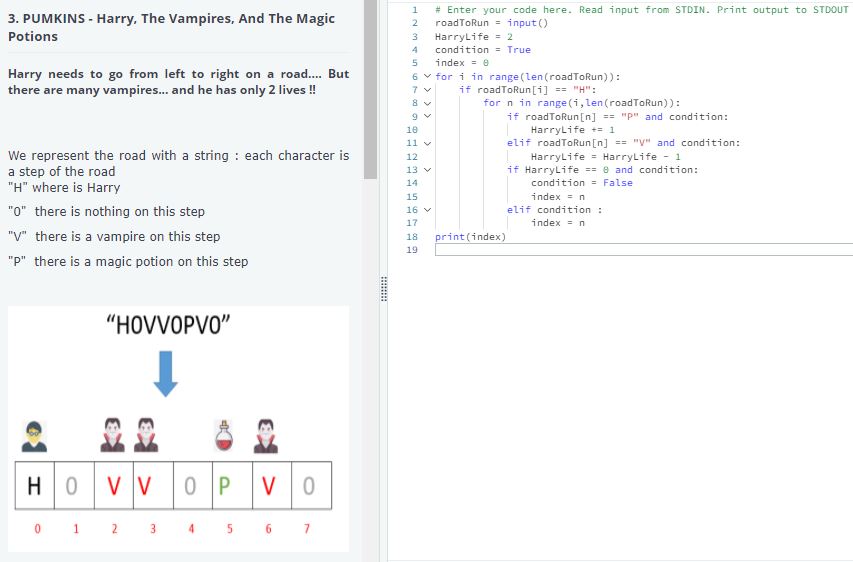 3. PUMKINS - Harry, The Vampires, And The Magic
Potions
Harry needs to go from left to right on a road.... But
there are many vampires... and he has only 2 lives !!
We represent the road with a string : each character is
a step of the road
"H" where is Harry
"0" there is nothing on this step
"V" there is a vampire on this step
"P" there is a magic potion on this step
"H0VV0PV0"
H 0 V V 0 P V 0
0 1 2 3 4 5 6 7
1 # Enter your code here. Read input from STDIN. Print output to STDOUT
2 roadToRun = input()
3 HarryLife = 2
4 condition = True
5 index = 0
6 for i in range(len(roadToRun)):
7 if roadToRun[i] == "H":
8 for n in range(i,len(roadToRun)):
9 if roadToRun[n] == "P" and condition:
10 HarryLife += 1
11 elif roadToRun[n] == "V" and condition:
12 HarryLife = HarryLife - 1
13 if HarryLife == 0 and condition:
14 condition = False
15 index = n
16 elif condition :
17 index = n
18 print(index)
19